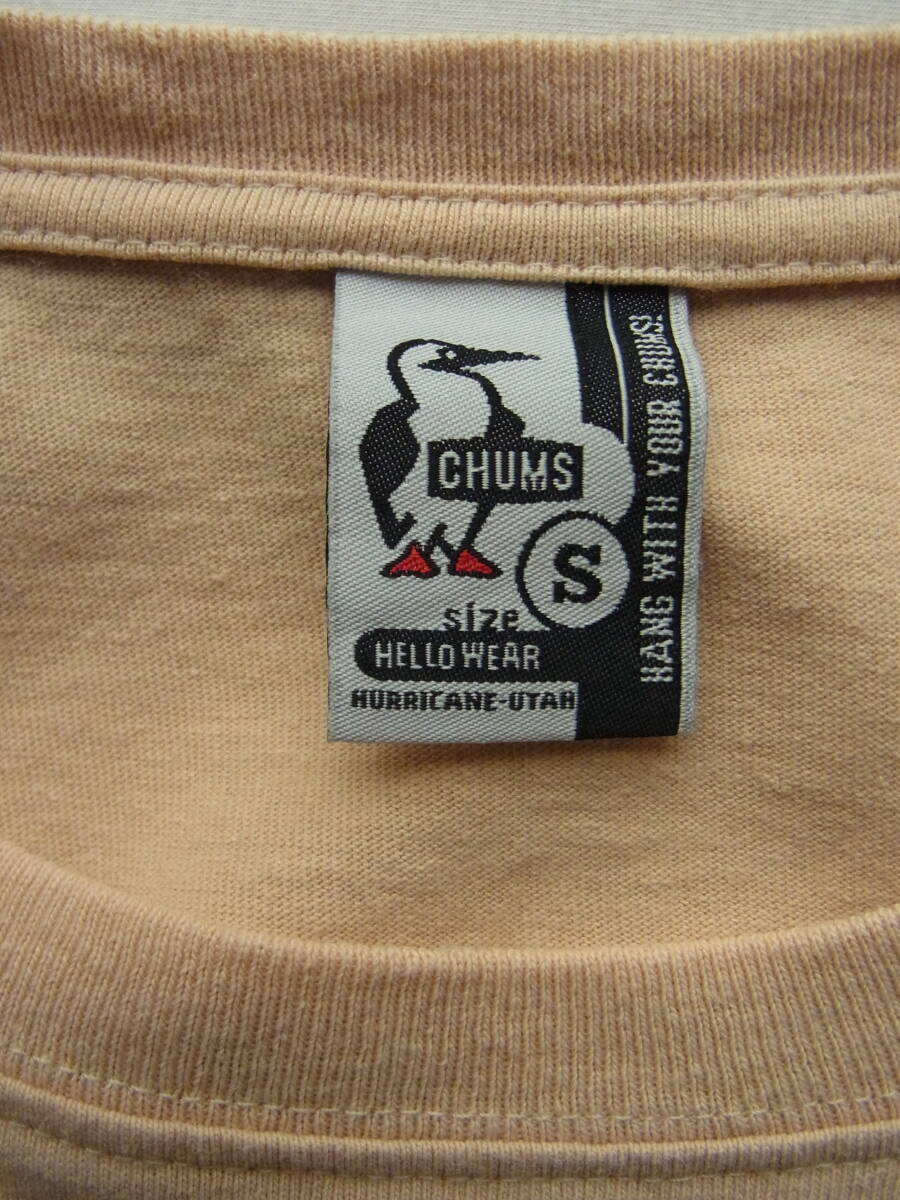 CHUMS
S
size
HELLO WEAR
HURRICANE-UTAH
HANG WITH YOUR CHUMS!